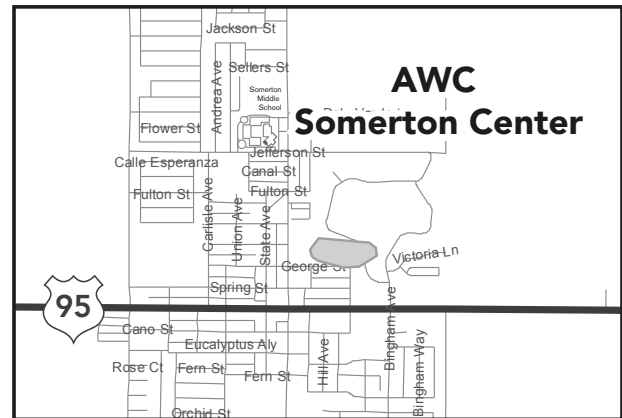 Jackson St
AWC
Somerton Center
Sellers St
Andrea Ave
Somerton
Middle
School
Flower St
Jefferson St
Calle Esperanza
Canal St
Fulton St
Fulton St
Carlisle Ave
Union Ave
State Ave
Victoria Ln
George St
Spring St
95
Bingham Ave
Cano St
Eucalyptus Aly
Hill Ave
Bingham Way
Rose Ct
Fern St
Fern St
Orchid St